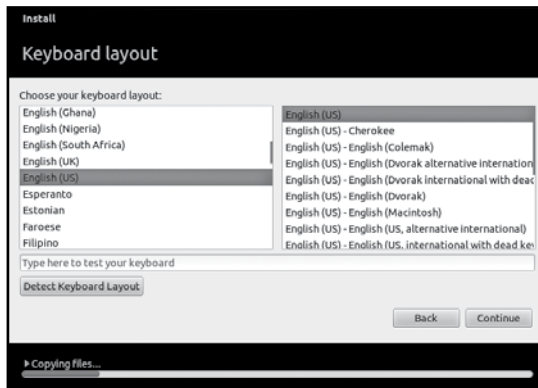 Install
Keyboard layout
Choose your keyboard layout:
English (Ghana)
English (Nigeria)
English (South Africa)
English (UK)
English (US)
Esperanto
Estonian
Faroese
Filipino
English (US)
English (US) - Cherokee
English (US) - English (Colemak)
English (US) - English (Dvorak alternative internation
English (US) - English (Dvorak international with dead
English (US) - English (Dvorak)
English (US) - English (Macintosh)
English (US) - English (US, alternative international)
English (US) - English (US, international with dead key
Type here to test your keyboard
Detect Keyboard Layout
Back
Continue
Copying files...